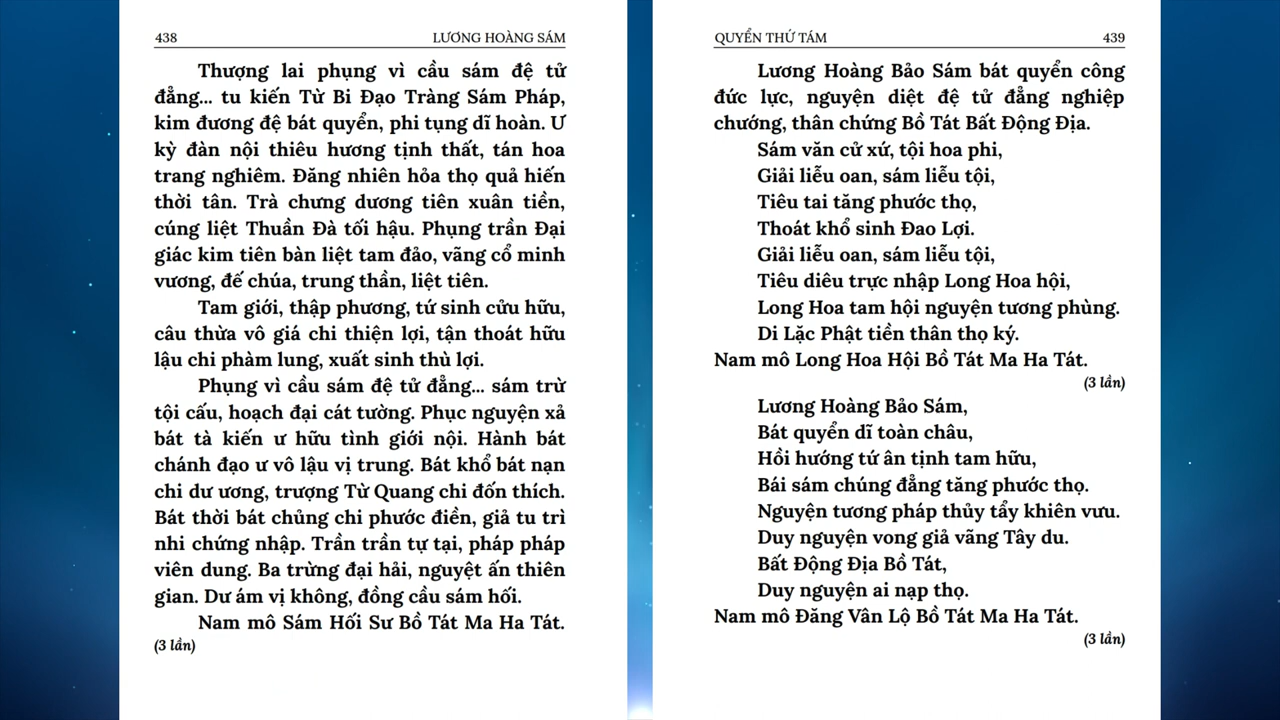 438
LƯƠNG HOÀNG SÁM
Thượng lai phụng vì cầu sám đệ tử
đẳng... tu kiến Từ Bi Đạo Tràng Sám Pháp,
kim đương đệ bát quyển, phi tụng dĩ hoàn. Ư
kỳ đàn nội thiêu hương tịnh thất, tán hoa
trang nghiêm. Đăng nhiên hỏa thọ quả hiến
thời tân. Trà chưng dương tiên xuân tiền,
cúng liệt Thuần Đà tối hậu. Phụng trần Đại
giác kim tiên bàn liệt tam đảo, vãng cổ minh
vương, đế chúa, trung thần, liệt tiên.
Tam giới, thập phương, tứ sinh cửu hữu,
câu thừa vô giá chi thiện lợi, tận thoát hữu
lậu chi phàm lung, xuất sinh thù lợi.
Phụng vì cầu sám đệ tử đẳng... sám trừ
tội cấu, hoạch đại cát tường. Phục nguyện xả
bát tà kiến ư hữu tình giới nội. Hành bát
chánh đạo ư vô lậu vị trung. Bát khổ bát nạn
chi dư ương, trượng Từ Quang chi đốn thích.
Bát thời bát chủng chi phước điền, giả tu trì
nhi chứng nhập. Trần trần tự tại, pháp pháp
viên dung. Ba trừng đại hải, nguyệt ấn thiên
gian. Dư ám vị không, đồng cầu sám hối.
Nam mô Sám Hối Sư Bồ Tát Ma Ha Tát.
(3 lần)
QUYỂN THỨ TÁM
439
Lương Hoàng Bảo Sám bát quyển công
đức lực, nguyện diệt đệ tử đẳng nghiệp
chướng, thân chứng Bồ Tát Bất Động Địa.
Sám văn cử xứ, tội hoa phi,
Giải liễu oan, sám liễu tội,
Tiêu tai tăng phước thọ,
Thoát khổ sinh Đao Lợi.
Giải liễu oan, sám liễu tội,
Tiêu diêu trực nhập Long Hoa hội,
Long Hoa tam hội nguyện tương phùng.
Di Lặc Phật tiền thân thọ ký.
Nam mô Long Hoa Hội Bồ Tát Ma Ha Tát.
(3 lần)
Lương Hoàng Bảo Sám,
Bát quyển dĩ toàn châu,
Hồi hướng tứ ân tịnh tam hữu,
Bái sám chúng đẳng tăng phước thọ.
Nguyện tương pháp thủy tẩy khiên vưu.
Duy nguyện vong giả vãng Tây du.
Bất Động Địa Bồ Tát,
Duy nguyện ai nạp thọ.
Nam mô Đăng Vân Lộ Bồ Tát Ma Ha Tát.
(3 lần)